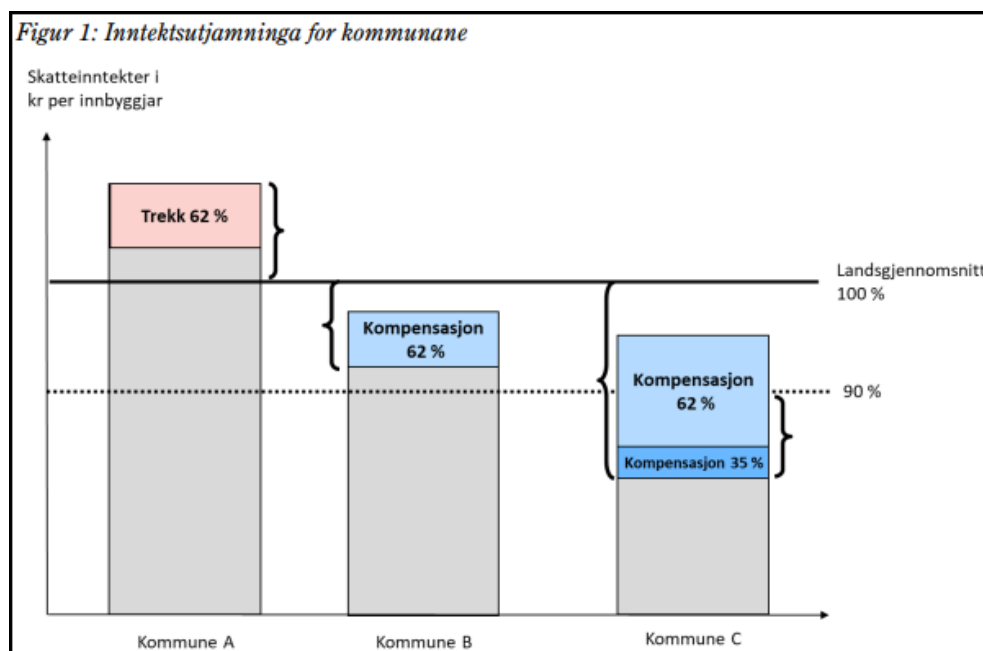 Figur 1: Inntektsutjamninga for kommunane
Skatteinntekter i
kr per innbyggjar
Trekk 62 %
Landsgjennomsnitt
100 %
Kompensasjon
62 %
Kompensasjon
62 %
90 %
Kompensasjon 35 %
Kommune A
Kommune B
Kommune C